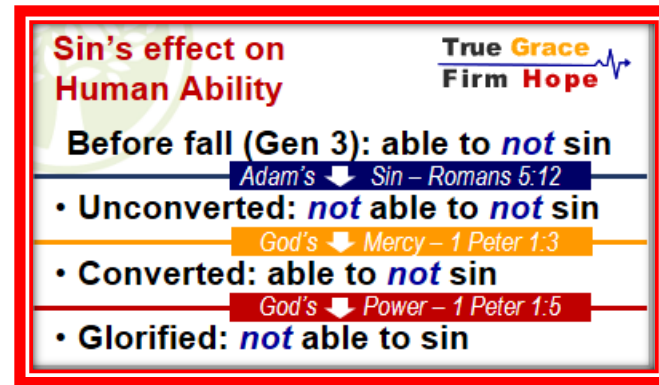 Sin's effect on
Human Ability
True Grace
Firm Hope
Before fall (Gen 3): able to not sin
Adam's Sin – Romans 5:12
• Unconverted: not able to not sin
God's Mercy – 1 Peter 1:3
• Converted: able to not sin
God's Power – 1 Peter 1:5
• Glorified: not able to sin